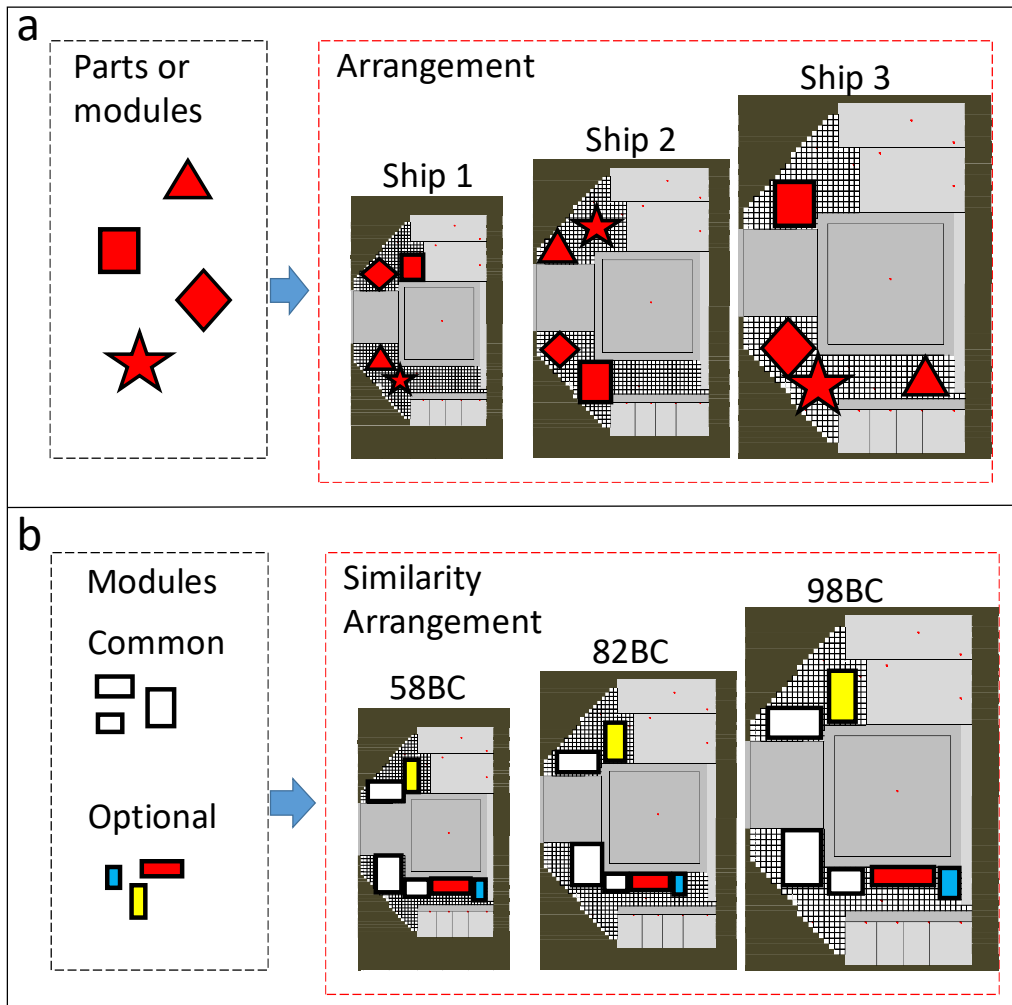 a
Parts or
modules
Arrangement
Ship 1
Ship 2
Ship 3
b
Modules
Common
Optional
Similarity
Arrangement
58BC
82BC
98BC